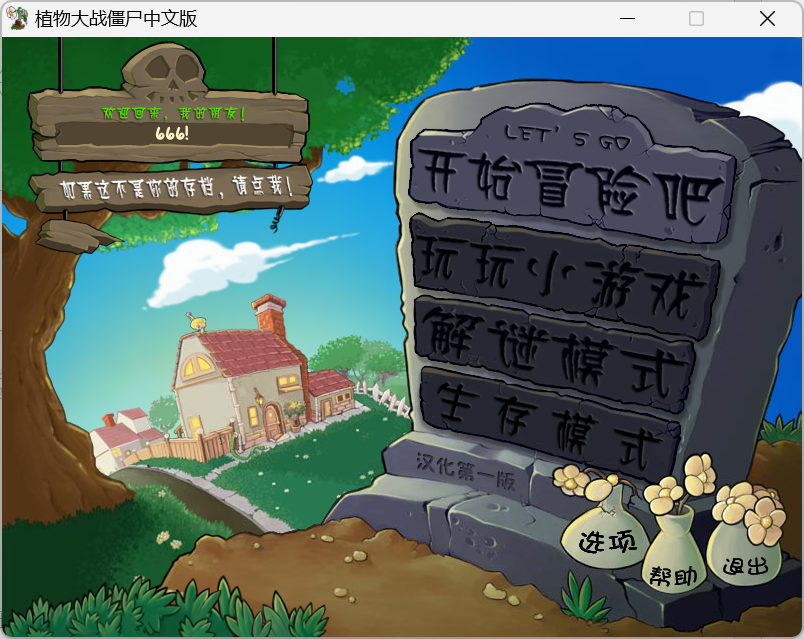 植物大战僵尸中文版
欢迎回来，我的朋友！
666!
如果这不是你的存档，请点我！
LET'S GO
开始冒险吧
玩玩小游戏
解谜模式
生存模式
汉化第一版
选项
帮助
退出